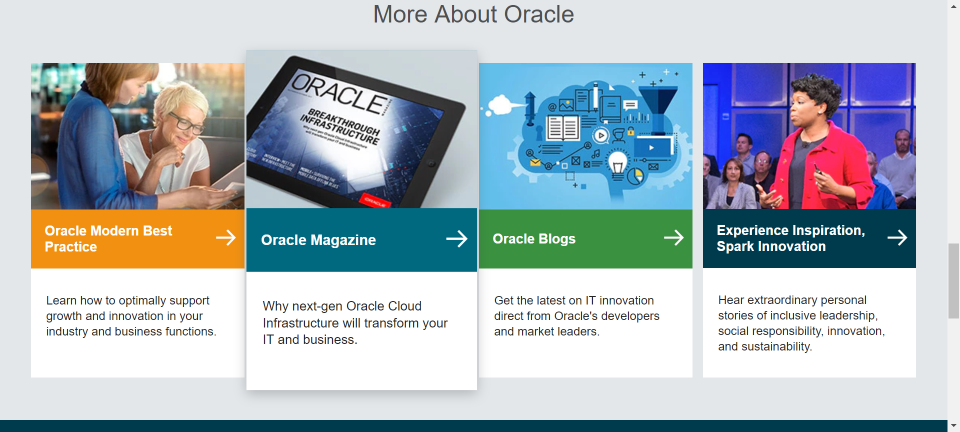 More About Oracle
ORACLE
MAGAZINE
BREAKTHROUGH
INFRASTRUCTURE
ORACLE
Oracle Modern Best
Practice
Learn how to optimally support
growth and innovation in your
industry and business functions.
Oracle Magazine
Why next-gen Oracle Cloud
Infrastructure will transform your
IT and business.
Oracle Blogs
Get the latest on IT innovation
direct from Oracle's developers
and market leaders.
Experience Inspiration,
Spark Innovation
Hear extraordinary personal
stories of inclusive leadership,
social responsibility, innovation,
and sustainability.